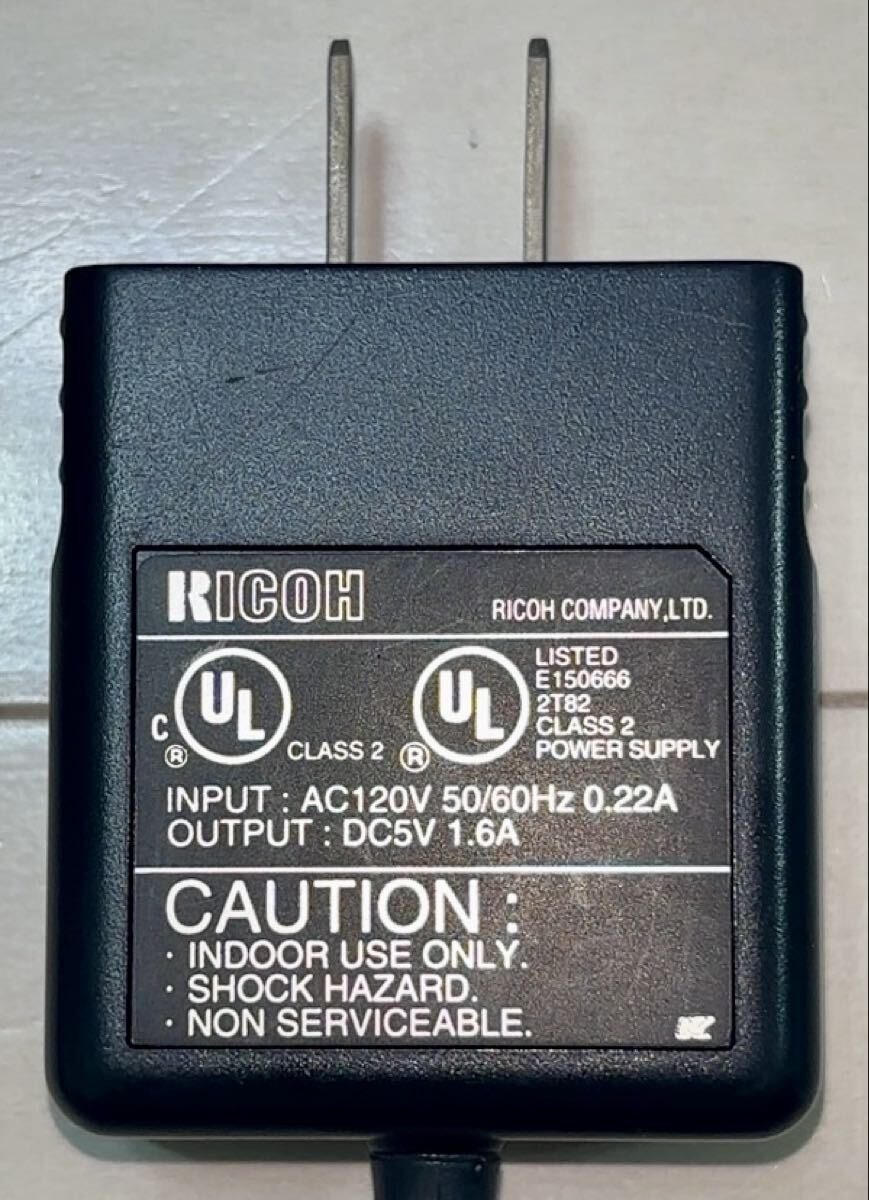 RICOH
RICOH COMPANY,LTD.
C UL ® CLASS 2
UL ®
LISTED
E150666
2T82
CLASS 2
POWER SUPPLY
INPUT : AC120V 50/60Hz 0.22A
OUTPUT : DC5V 1.6A
CAUTION :
· INDOOR USE ONLY.
· SHOCK HAZARD.
· NON SERVICEABLE.